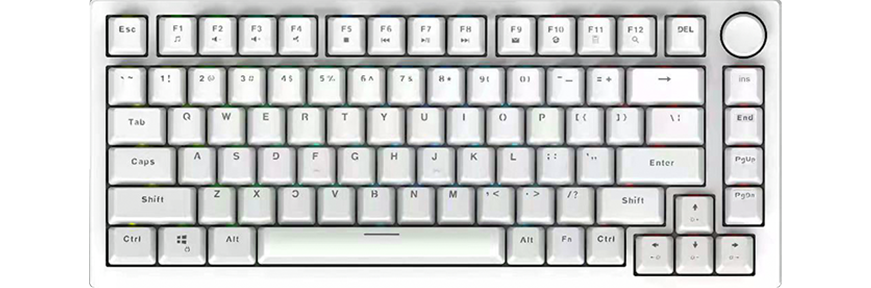 Esc F1 F2 F3 F4 F5 F6 F7 F8 F9 F10 F11 F12 DEL
` ~ 1! 2@ 3# 4$ 5% 6^ 7& 8* 9( 0) - _ = + → Ins
Tab Q W E R T Y U I O P [{ ]} \| End
Caps A S D F G H J K L ; : ' " Enter PgUp
Shift Z X C V B N M , < . > / ? Shift ↑ PgDn
Ctrl Alt Alt Fn Ctrl ← ↓ →